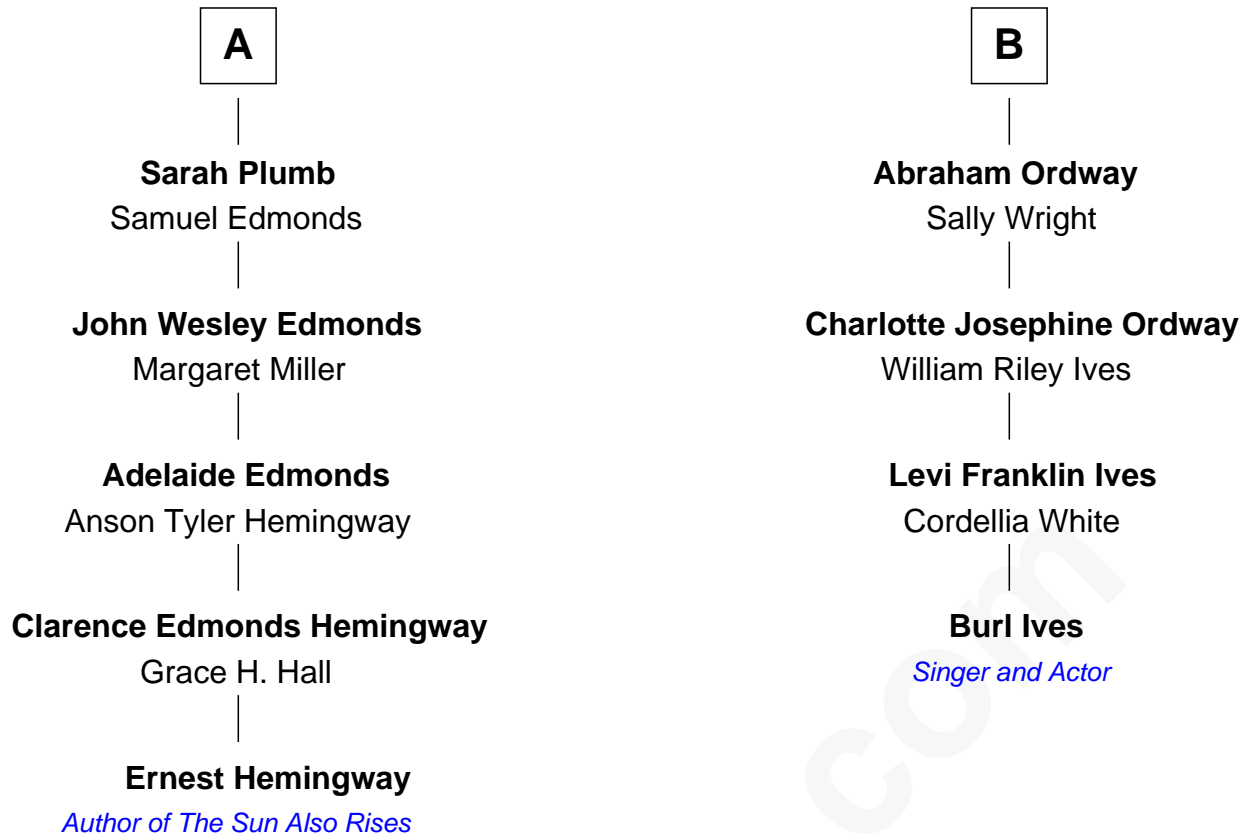 A
Sarah Plumb
Samuel Edmonds
John Wesley Edmonds
Margaret Miller
Adelaide Edmonds
Anson Tyler Hemingway
Clarence Edmonds Hemingway
Grace H. Hall
Ernest Hemingway
Author of The Sun Also Rises
B
Abraham Ordway
Sally Wright
Charlotte Josephine Ordway
William Riley Ives
Levi Franklin Ives
Cordellia White
Burl Ives
Singer and Actor
com